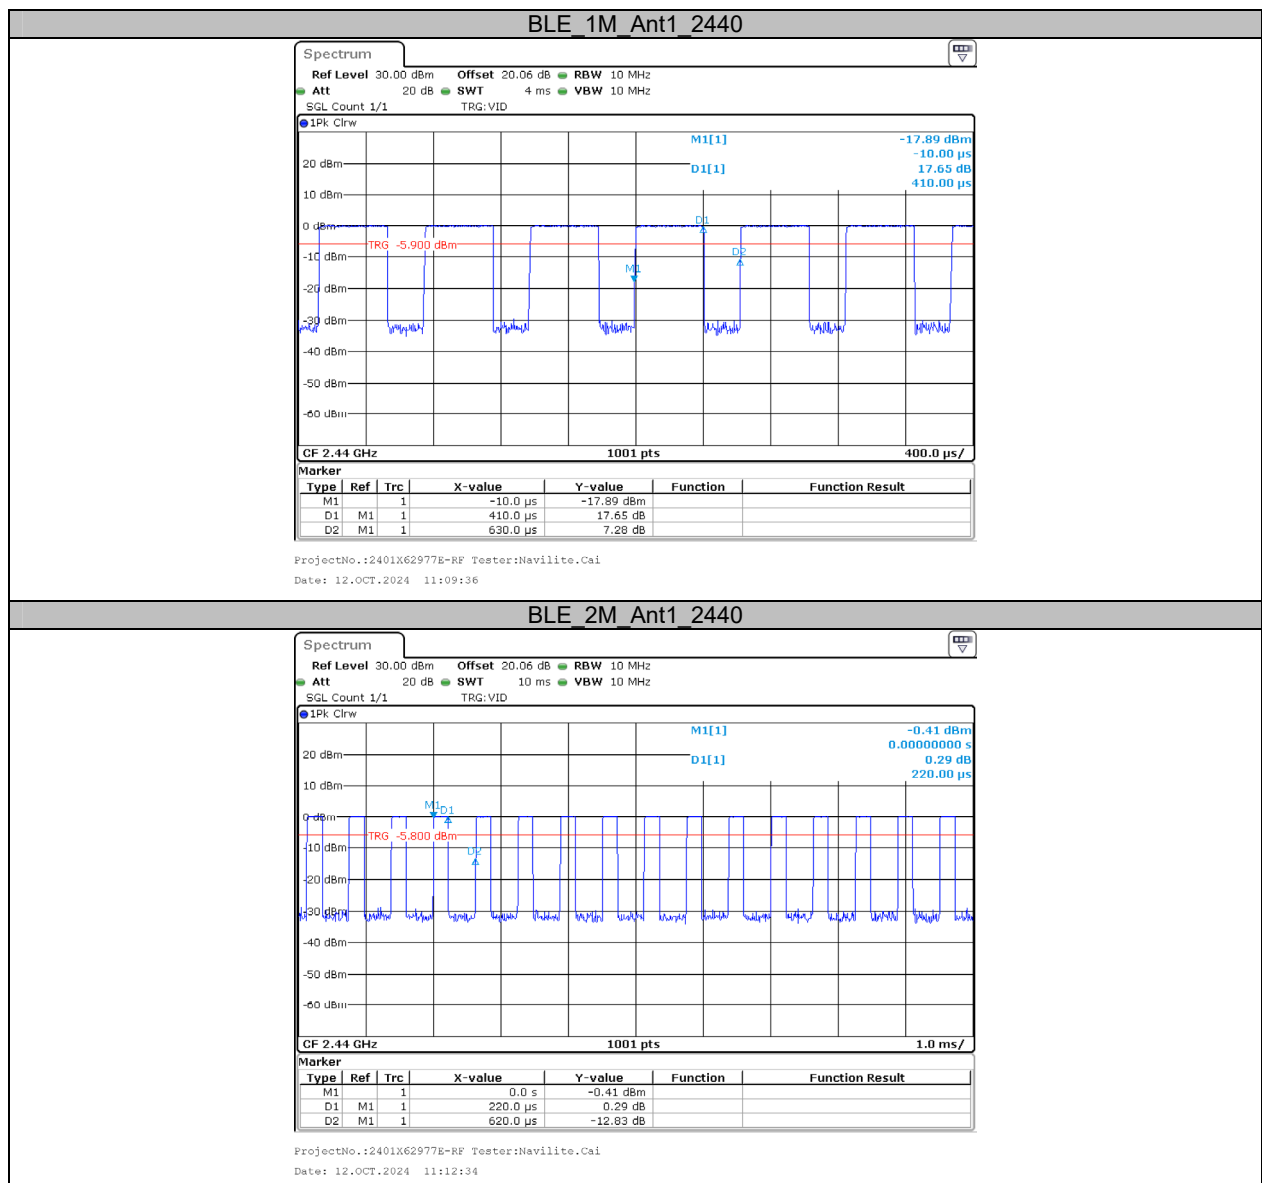 BLE_1M_Ant1_2440
Spectrum
Ref Level 30.00 dBm Offset 20.06 dB RBW 10 MHz
Att 20 dB SWT 4 ms VBW 10 MHz
SGL Count 1/1 TRG:VID
1Pk Clrw
M1[1] -17.89 dBm
-10.00 µs
20 dBm
D1[1] 17.65 dB
410.00 µs
10 dBm
D1
0 dBm
TRG -5.900 dBm
D2
-10 dBm
M1
-20 dBm
-30 dBm
-40 dBm
-50 dBm
-60 dBm
CF 2.44 GHz 1001 pts 400.0 µs/
Marker
Type Ref Trc X-value Y-value Function Function Result
M1 1 -10.0 µs -17.89 dBm
D1 M1 1 410.0 µs 17.65 dB
D2 M1 1 630.0 µs 7.28 dB
ProjectNo.:2401X62977E-RF Tester:Navilite.Cai
Date: 12.OCT.2024 11:09:36
BLE_2M_Ant1_2440
Spectrum
Ref Level 30.00 dBm Offset 20.06 dB RBW 10 MHz
Att 20 dB SWT 10 ms VBW 10 MHz
SGL Count 1/1 TRG:VID
1Pk Clrw
M1[1] -0.41 dBm
0.00000000 s
20 dBm
D1[1] 0.29 dB
220.00 µs
10 dBm
M1 D1
0 dBm
TRG -5.800 dBm
-10 dBm
D2
-20 dBm
-30 dBm
-40 dBm
-50 dBm
-60 dBm
CF 2.44 GHz 1001 pts 1.0 ms/
Marker
Type Ref Trc X-value Y-value Function Function Result
M1 1 0.0 s -0.41 dBm
D1 M1 1 220.0 µs 0.29 dB
D2 M1 1 620.0 µs -12.83 dB
ProjectNo.:2401X62977E-RF Tester:Navilite.Cai
Date: 12.OCT.2024 11:12:34